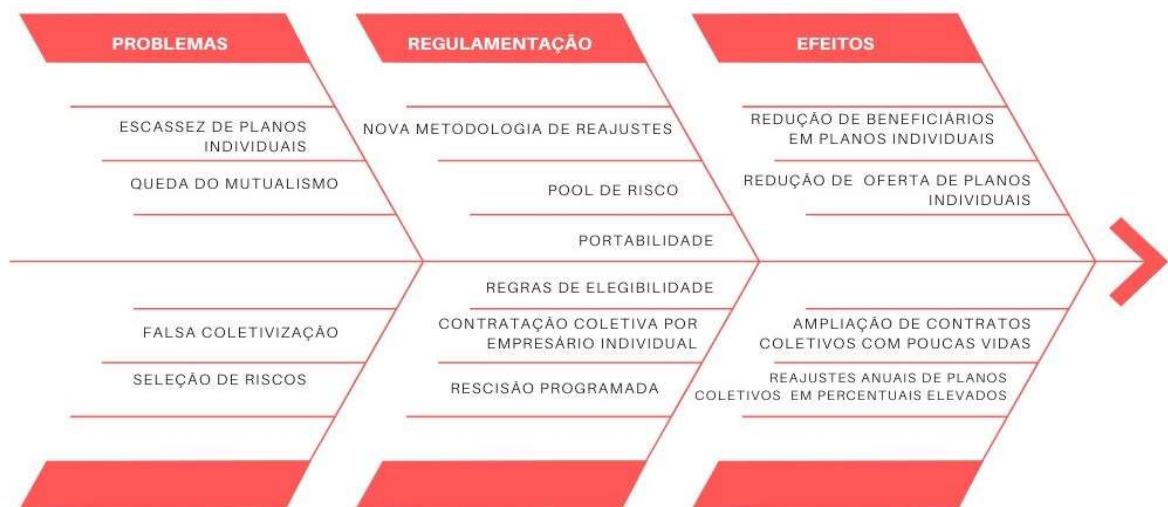 PROBLEMAS
ESCASSEZ DE PLANOS
INDIVIDUAIS
QUEDA DO MUTUALISMO
FALSA COLETIVIZAÇÃO
SELEÇÃO DE RISCOS
REGULAMENTAÇÃO
NOVA METODOLOGIA DE REAJUSTES
POOL DE RISCO
PORTABILIDADE
REGRAS DE ELEGIBILIDADE
CONTRATAÇÃO COLETIVA POR
EMPRESÁRIO INDIVIDUAL
RESCISÃO PROGRAMADA
EFEITOS
REDUÇÃO DE BENEFICIÁRIOS
EM PLANOS INDIVIDUAIS
REDUÇÃO DE OFERTA DE PLANOS
INDIVIDUAIS
AMPLIAÇÃO DE CONTRATOS
COLETIVOS COM POUCAS VIDAS
REAJUSTES ANUAIS DE PLANOS
COLETIVOS EM PERCENTUAIS ELEVADOS